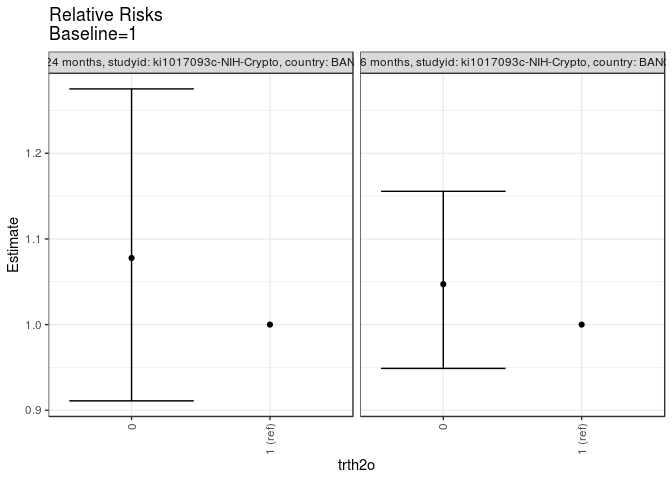 Relative Risks
Baseline=1
24 months, studyid: ki1017093c-NIH-Crypto, country: BAN
6 months, studyid: ki1017093c-NIH-Crypto, country: BAN
Estimate
1.2
1.1
1.0
0.9
0
1 (ref)
0
1 (ref)
trth2o